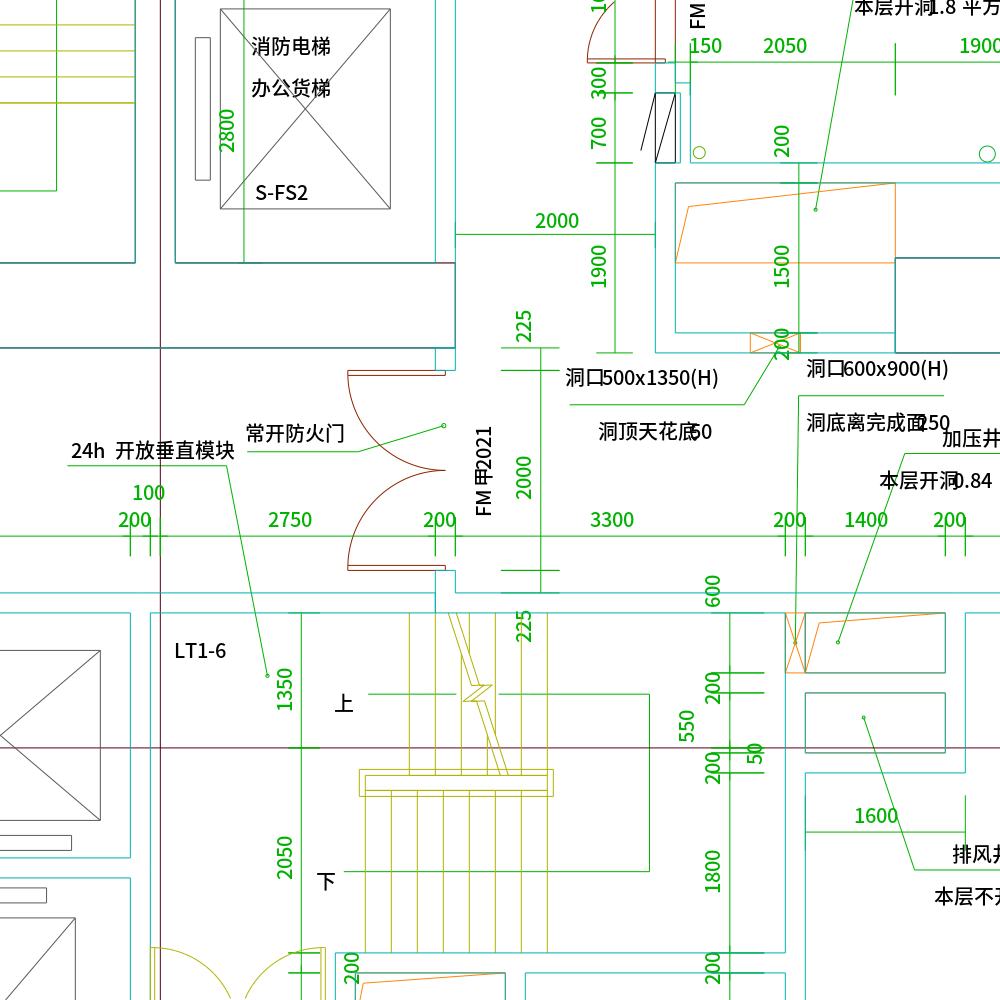 本层开洞1.8 平方
FM
消防电梯
150
2050
1900
办公货梯
300
2800
700
200
S-FS2
2000
1900
1500
225
200
洞口500x1350(H)
洞口600x900(H)
洞顶天花底50
洞底离完成面250
常开防火门
加压井
24h 开放垂直模块
FM甲2021
2000
本层开洞0.84
100
200
2750
200
3300
200
1400
200
600
225
LT1-6
1350
上
200
550
50
200
1600
2050
1800
排风井
下
本层不开
200
200